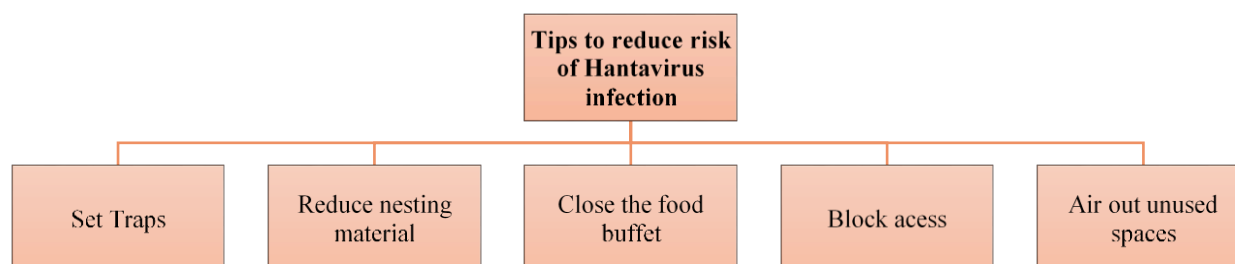 Tips to reduce risk
of Hantavirus
infection
Set Traps
Reduce nesting
material
Close the food
buffet
Block acess
Air out unused
spaces